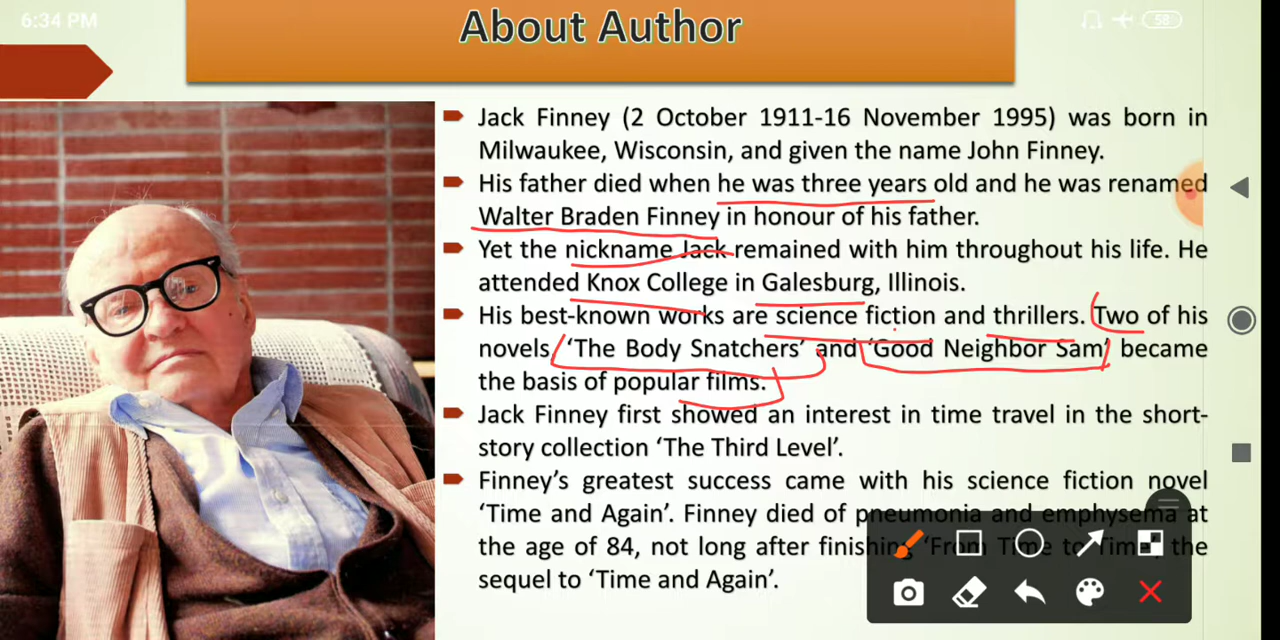 6:34 PM
58
About Author
Jack Finney (2 October 1911-16 November 1995) was born in
Milwaukee, Wisconsin, and given the name John Finney.
His father died when he was three years old and he was renamed
Walter Braden Finney in honour of his father.
Yet the nickname Jack remained with him throughout his life. He
attended Knox College in Galesburg, Illinois.
His best-known works are science fiction and thrillers. Two of his
novels ‘The Body Snatchers’ and ‘Good Neighbor Sam’ became
the basis of popular films.
Jack Finney first showed an interest in time travel in the short-
story collection ‘The Third Level’.
Finney’s greatest success came with his science fiction novel
‘Time and Again’. Finney died of pneumonia and emphysema at
the age of 84, not long after finishing ‘From Time to Time’, the
sequel to ‘Time and Again’.